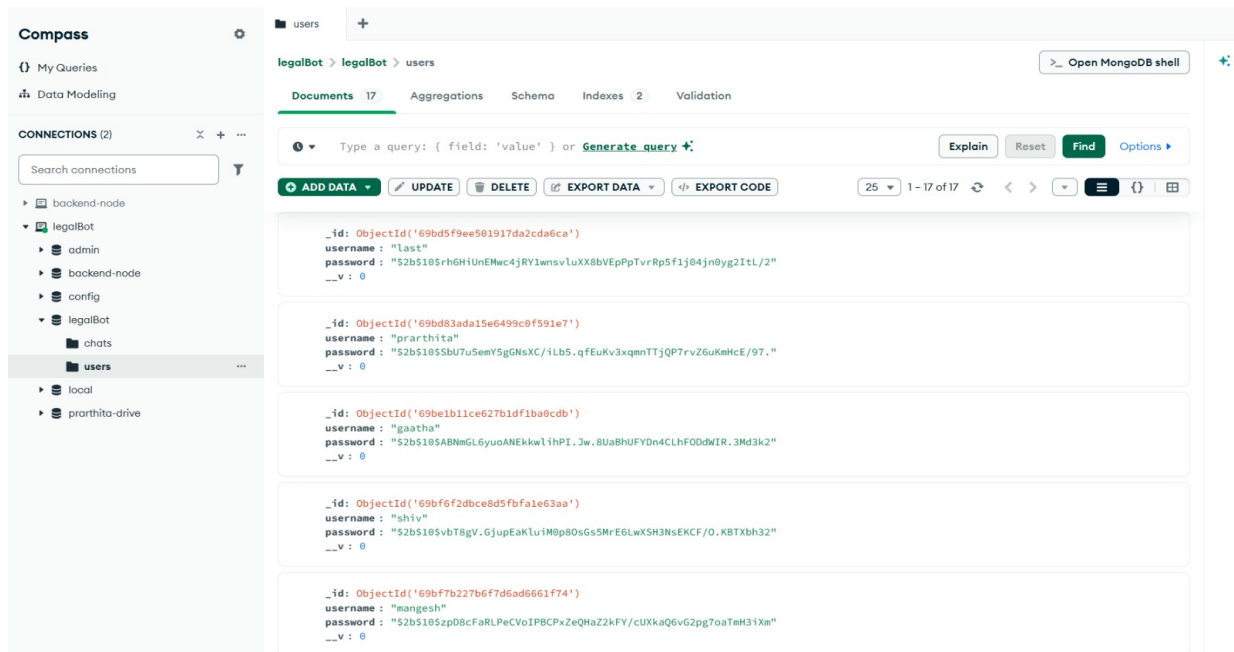 Compass
My Queries
Data Modeling
CONNECTIONS (2)
Search connections
backend-node
legalBot
admin
backend-node
config
legalBot
chats
users
local
prarthita-drive
users
legalBot > legalBot > users
>_ Open MongoDB shell
Documents 17 Aggregations Schema Indexes 2 Validation
Type a query: { field: 'value' } or Generate query
Explain Reset Find Options
ADD DATA UPDATE DELETE EXPORT DATA EXPORT CODE
25 1 – 17 of 17
_id: ObjectId('69bd5f9ee501917da2cda6ca')
username : "last"
password : "$2b$10$rh6HiUnEMwc4jRY1wnsvluXX8bVEpPpTvrRp5f1j04jn0yg2ItL/2"
__v : 0
_id: ObjectId('69bd83ada15e6499c0f591e7')
username : "prarthita"
password : "$2b$10$SbU7u5emY5gGNsXC/iLb5.qfEuKv3xqmnTTjQP7rvZ6uKmHcE/97."
__v : 0
_id: ObjectId('69be1b11ce627b1df1ba0cdb')
username : "gaatha"
password : "$2b$10$ABNmGL6yuoANEkkwlihPI.Jw.8UaBhUFYDn4CLhFODdWIR.3Md3k2"
__v : 0
_id: ObjectId('69bf6f2dbce8d5fbfa1e63aa')
username : "shiv"
password : "$2b$10$vbT8gV.GjupEaKluiM0p8OsGs5MrE6LwXSH3NsEKCF/O.KBTXbh32"
__v : 0
_id: ObjectId('69bf7b227b6f7d6ad6661f74')
username : "mangesh"
password : "$2b$10$zpD8cFaRLPeCVoIPBCPxZeQHaZ2kFY/cUXkaQ6vG2pg7oaTmH3iXm"
__v : 0